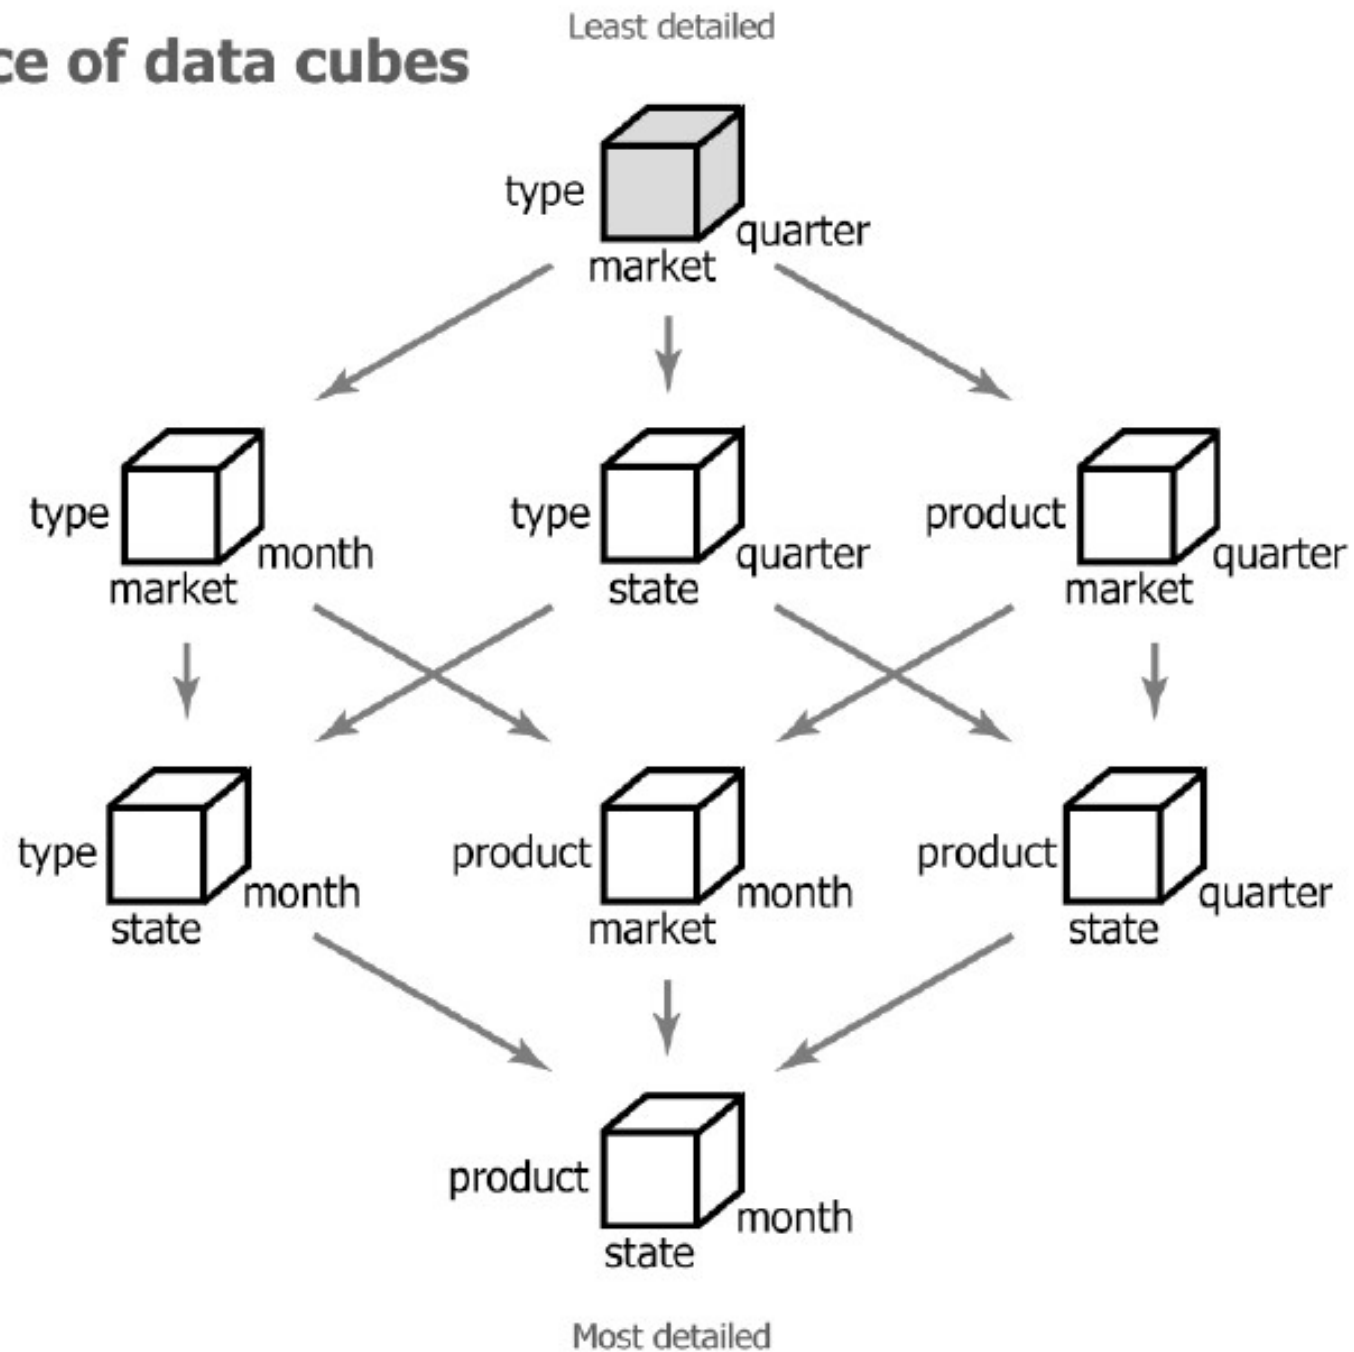 Least detailed
ce of data cubes
type
quarter
market
type
month
market
type
quarter
state
product
quarter
market
type
month
state
product
month
market
product
quarter
state
product
month
state
Most detailed